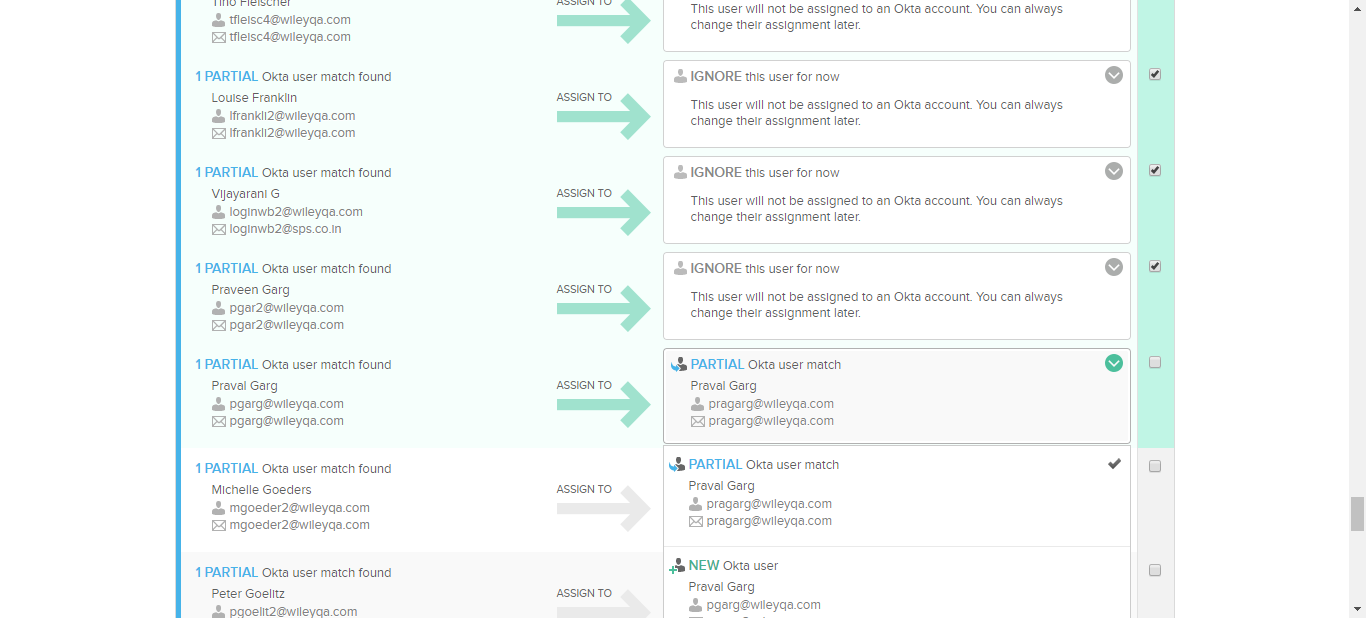 Tino Fleischer
tfleisc4@wileyqa.com
tfleisc4@wileyqa.com
ASSIGN TO
This user will not be assigned to an Okta account. You can always
change their assignment later.
1 PARTIAL Okta user match found
Louise Franklin
lfrankli2@wileyqa.com
lfrankli2@wileyqa.com
ASSIGN TO
IGNORE this user for now
This user will not be assigned to an Okta account. You can always
change their assignment later.
1 PARTIAL Okta user match found
Vijayarani G
loginwb2@wileyqa.com
loginwb2@sps.co.in
ASSIGN TO
IGNORE this user for now
This user will not be assigned to an Okta account. You can always
change their assignment later.
1 PARTIAL Okta user match found
Praveen Garg
pgar2@wileyqa.com
pgar2@wileyqa.com
ASSIGN TO
IGNORE this user for now
This user will not be assigned to an Okta account. You can always
change their assignment later.
1 PARTIAL Okta user match found
Praval Garg
pgarg@wileyqa.com
pgarg@wileyqa.com
ASSIGN TO
PARTIAL Okta user match
Praval Garg
pragarg@wileyqa.com
pragarg@wileyqa.com
1 PARTIAL Okta user match found
Michelle Goeders
mgoeder2@wileyqa.com
mgoeder2@wileyqa.com
ASSIGN TO
PARTIAL Okta user match
Praval Garg
pragarg@wileyqa.com
pragarg@wileyqa.com
1 PARTIAL Okta user match found
Peter Goelitz
pgoelit2@wileyqa.com
ASSIGN TO
NEW Okta user
Praval Garg
pgarg@wileyqa.com